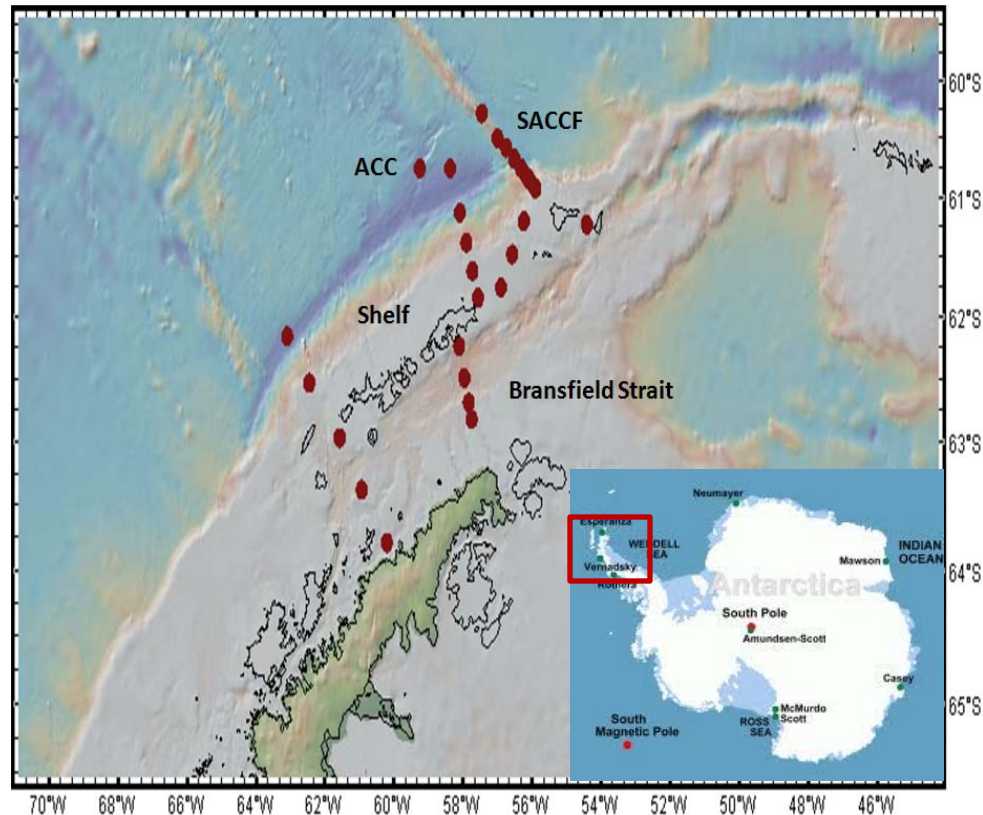 SACCF
ACC
Shelf
Bransfield Strait
60°S
61°S
62°S
63°S
64°S
65°S
70°W 68°W 66°W 64°W 62°W 60°W 58°W 56°W 54°W 52°W 50°W 48°W 46°W
Neumayer
Esperanza
WEDDELL
SEA
Vernadsky
Rothera
Mawson
INDIAN
OCEAN
Antarctica
South Pole
Amundsen-Scott
Casey
McMurdo
Scott
ROSS
SEA
South
Magnetic Pole